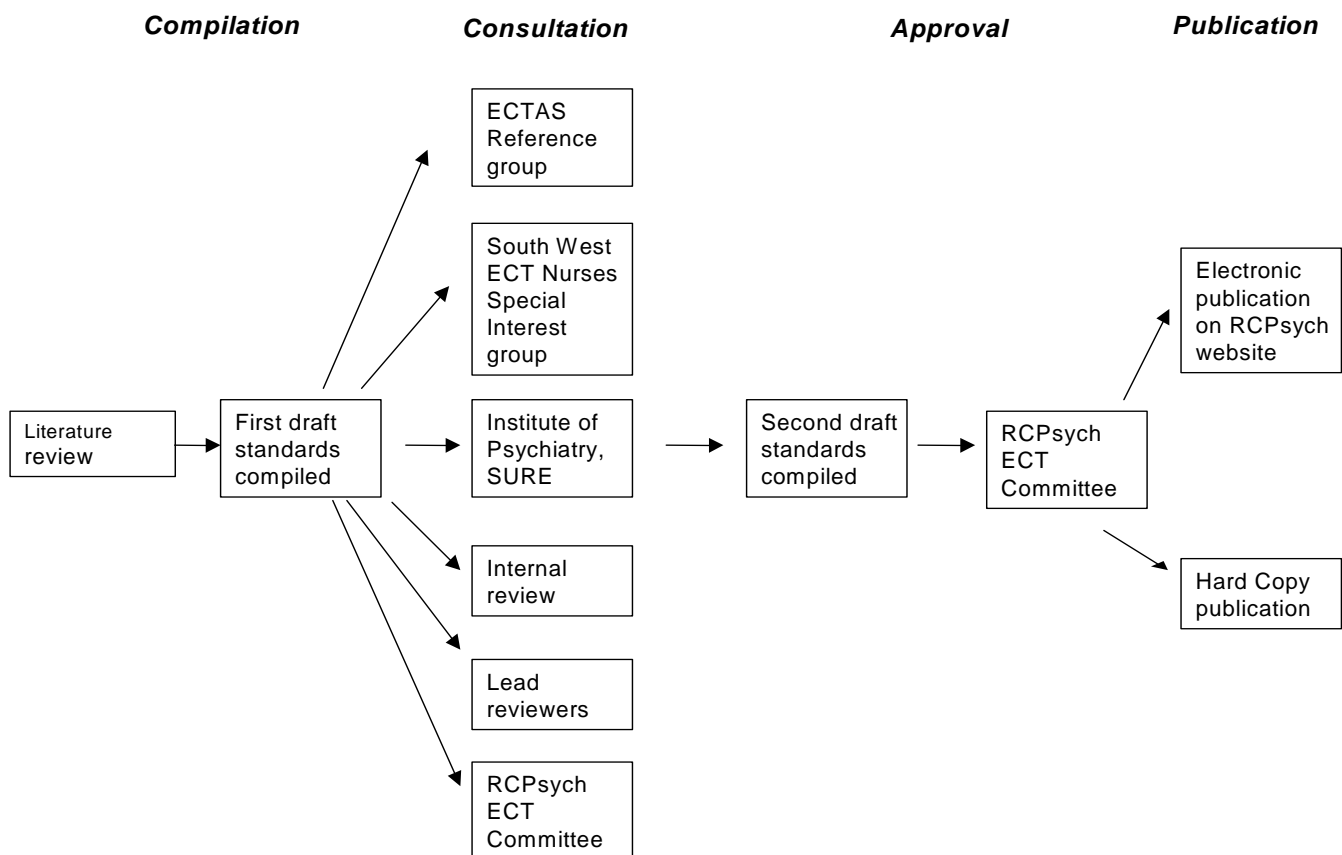 Compilation
Consultation
Approval
Publication
Literature
review
First draft
standards
compiled
ECTAS
Reference
group
South West
ECT Nurses
Special
Interest
group
Institute of
Psychiatry,
SURE
Internal
review
Lead
reviewers
RCPsych
ECT
Committee
Second draft
standards
compiled
RCPsych
ECT
Committee
Electronic
publication
on RCPsych
website
Hard Copy
publication